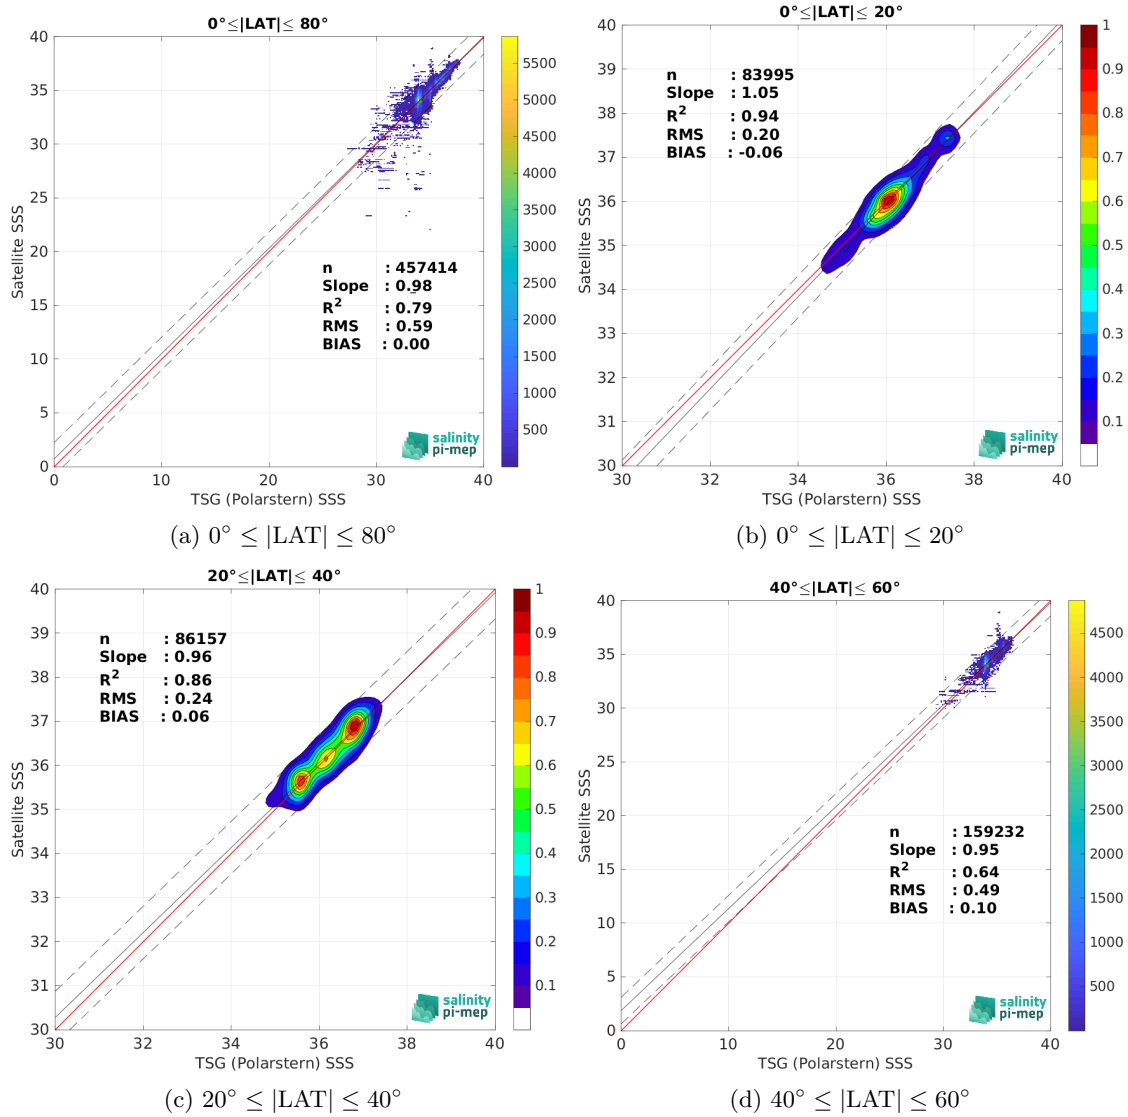 0°≤|LAT|≤ 80°
40
35
30
25
20
15
10
5
0
Satellite SSS
n : 457414
Slope : 0.98
R² : 0.79
RMS : 0.59
BIAS : 0.00
salinity
pi-mep
0 10 20 30 40
TSG (Polarstern) SSS
5500
5000
4500
4000
3500
3000
2500
2000
1500
1000
500
(a) 0° ≤ |LAT| ≤ 80°
0°≤|LAT|≤ 20°
40
39
38
37
36
35
34
33
32
31
30
Satellite SSS
n : 83995
Slope : 1.05
R² : 0.94
RMS : 0.20
BIAS : -0.06
salinity
pi-mep
30 32 34 36 38 40
TSG (Polarstern) SSS
1
0.9
0.8
0.7
0.6
0.5
0.4
0.3
0.2
0.1
(b) 0° ≤ |LAT| ≤ 20°
20°≤|LAT|≤ 40°
40
39
38
37
36
35
34
33
32
31
30
Satellite SSS
n : 86157
Slope : 0.96
R² : 0.86
RMS : 0.24
BIAS : 0.06
salinity
pi-mep
30 32 34 36 38 40
TSG (Polarstern) SSS
1
0.9
0.8
0.7
0.6
0.5
0.4
0.3
0.2
0.1
(c) 20° ≤ |LAT| ≤ 40°
40°≤|LAT|≤ 60°
40
35
30
25
20
15
10
5
0
Satellite SSS
n : 159232
Slope : 0.95
R² : 0.64
RMS : 0.49
BIAS : 0.10
salinity
pi-mep
0 10 20 30 40
TSG (Polarstern) SSS
4500
4000
3500
3000
2500
2000
1500
1000
500
(d) 40° ≤ |LAT| ≤ 60°